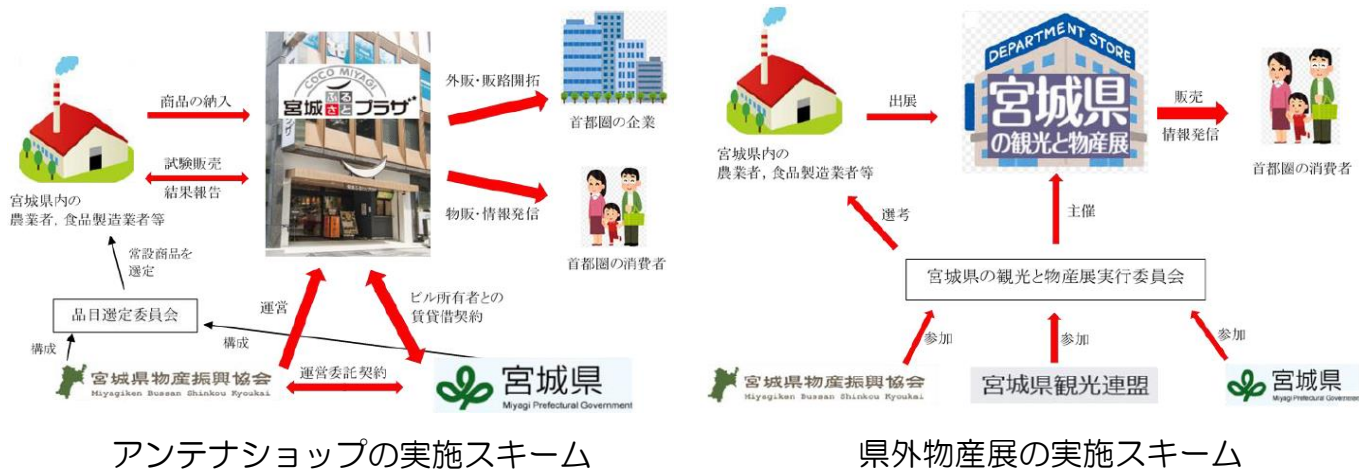 商品の納入
試験販売
結果報告
宮城県内の
農業者，食品製造業者等
常設商品を
選定
品目選定委員会
構成
構成
COCO MIYAGI
宮城ふるさとプラザ
外販・販路開拓
首都圏の企業
物販・情報発信
首都圏の消費者
運営
ビル所有者との
賃貸借契約
宮城県物産振興協会
Miyagiken Bussan Shinkou Kyoukai
運営委託契約
宮城県
Miyagi Prefectural Government
アンテナショップの実施スキーム
宮城県内の
農業者，食品製造業者等
出展
DEPARTMENT STORE
宮城県
の観光と物産展
販売
情報発信
首都圏の消費者
選考
主催
宮城県の観光と物産展実行委員会
参加
参加
参加
宮城県物産振興協会
Miyagiken Bussan Shinkou Kyoukai
宮城県観光連盟
宮城県
Miyagi Prefectural Government
県外物産展の実施スキーム